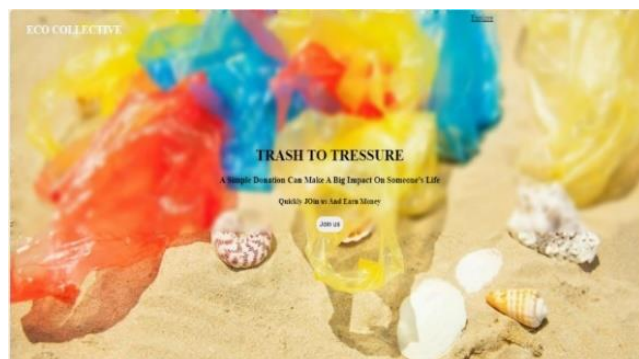 ECO COLLECTIVE
TRASH TO TRESSURE
A Simple Donation Can Make A Big Impact On Someone's Life
Quickly JOin us And Earn Money
Join us